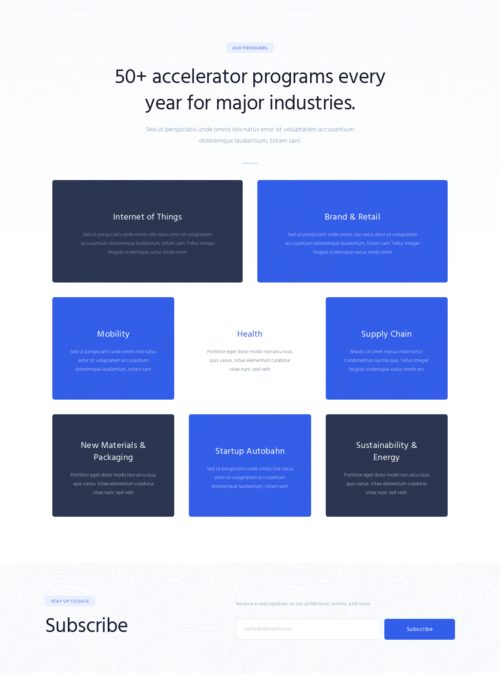 OUR PROGRAMS
50+ accelerator programs every
year for major industries.
Sed ut perspiciatis unde omnis iste natus error sit voluptatem accusantium
doloremque laudantium, totam sam.
Internet of Things
Sed ut perspiciatis unde omnis iste natus error sit voluptatem
accusantium doloremque laudantium, totam sam. Tellus integer
feugiat scelerisque varius morbi enim.
Brand & Retail
Sed ut perspiciatis unde omnis iste natus error sit voluptatem
accusantium doloremque laudantium, totam sam. Tellus integer
feugiat scelerisque varius morbi enim.
Mobility
Sed ut perspiciatis unde omnis iste natus
error sit voluptatem accusantium
doloremque laudantium, totam sam.
Health
Porttitor eget dolor morbi non arcu risus
quis varius. Vitae elementum curabitur
vitae nunc sed velit.
Supply Chain
Mauris sit amet massa vitae tortor
condimentum lacinia quis. Tellus integer
feugiat scelerisque varius morbi eni.
New Materials &
Packaging
Porttitor eget dolor morbi non arcu risus
quis varius. Vitae elementum curabitur
vitae nunc sed velit.
Startup Autobahn
Sed ut perspiciatis unde omnis iste natus
error sit voluptatem accusantium
doloremque laudantium, totam sam.
Sustainability &
Energy
Porttitor eget dolor morbi non arcu risus
quis varius. Vitae elementum curabitur
vitae nunc sed velit.
STAY UP TO DATE
Subscribe
Receive e-mail updates on our exhibitions, events, and more!
hello@domain.com
Subscribe